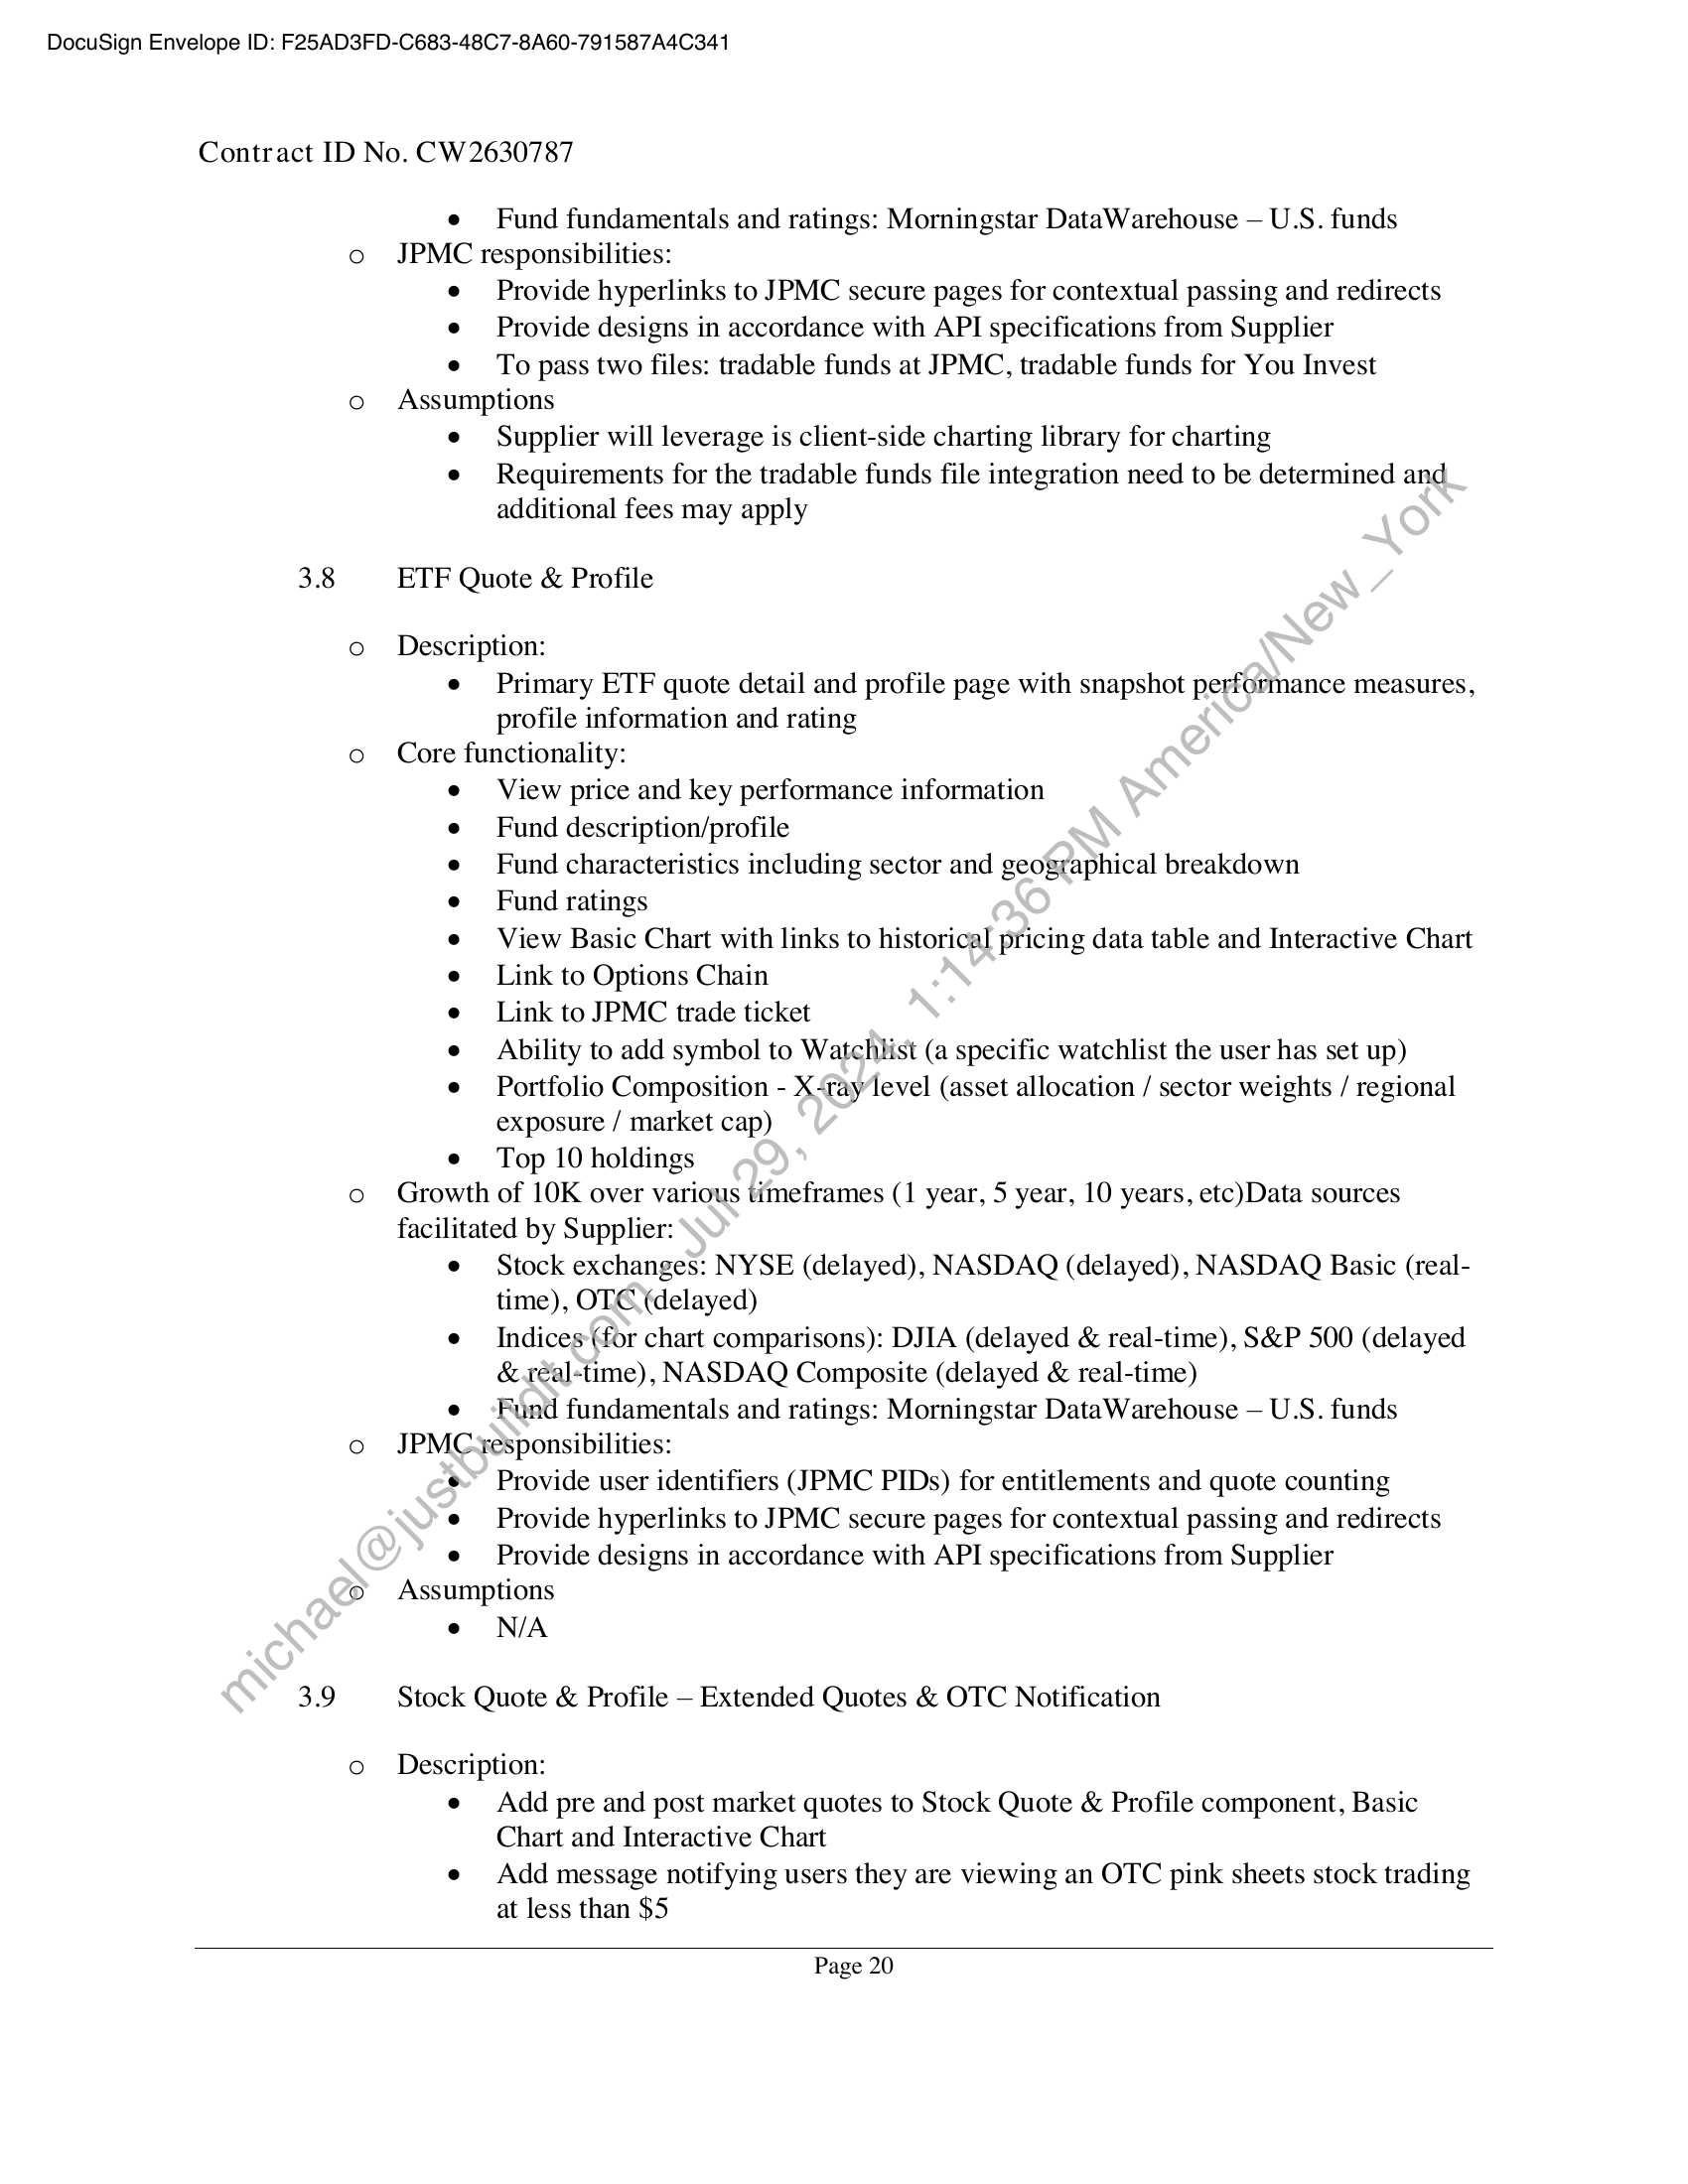 DocuSign Envelope ID: F25AD3FD-C683-48C7-8A60-791587A4C341
Contract ID No. CW2630787
• Fund fundamentals and ratings: Morningstar DataWarehouse – U.S. funds
o JPMC responsibilities:
• Provide hyperlinks to JPMC secure pages for contextual passing and redirects
• Provide designs in accordance with API specifications from Supplier
• To pass two files: tradable funds at JPMC, tradable funds for You Invest
o Assumptions
• Supplier will leverage is client-side charting library for charting
• Requirements for the tradable funds file integration need to be determined and
additional fees may apply
3.8 ETF Quote & Profile
o Description:
• Primary ETF quote detail and profile page with snapshot performance measures,
profile information and rating
o Core functionality:
• View price and key performance information
• Fund description/profile
• Fund characteristics including sector and geographical breakdown
• Fund ratings
• View Basic Chart with links to historical pricing data table and Interactive Chart
• Link to Options Chain
• Link to JPMC trade ticket
• Ability to add symbol to Watchlist (a specific watchlist the user has set up)
• Portfolio Composition - X-ray level (asset allocation / sector weights / regional
exposure / market cap)
• Top 10 holdings
o Growth of 10K over various timeframes (1 year, 5 year, 10 years, etc)Data sources
facilitated by Supplier:
• Stock exchanges: NYSE (delayed), NASDAQ (delayed), NASDAQ Basic (real-
time), OTC (delayed)
• Indices (for chart comparisons): DJIA (delayed & real-time), S&P 500 (delayed
& real-time), NASDAQ Composite (delayed & real-time)
• Fund fundamentals and ratings: Morningstar DataWarehouse – U.S. funds
o JPMC responsibilities:
• Provide user identifiers (JPMC PIDs) for entitlements and quote counting
• Provide hyperlinks to JPMC secure pages for contextual passing and redirects
• Provide designs in accordance with API specifications from Supplier
o Assumptions
• N/A
3.9 Stock Quote & Profile – Extended Quotes & OTC Notification
o Description:
• Add pre and post market quotes to Stock Quote & Profile component, Basic
Chart and Interactive Chart
• Add message notifying users they are viewing an OTC pink sheets stock trading
at less than $5
Page 20
michael@justbuildit.com - Jul 29, 2024, 1:14:36 PM America/New_York